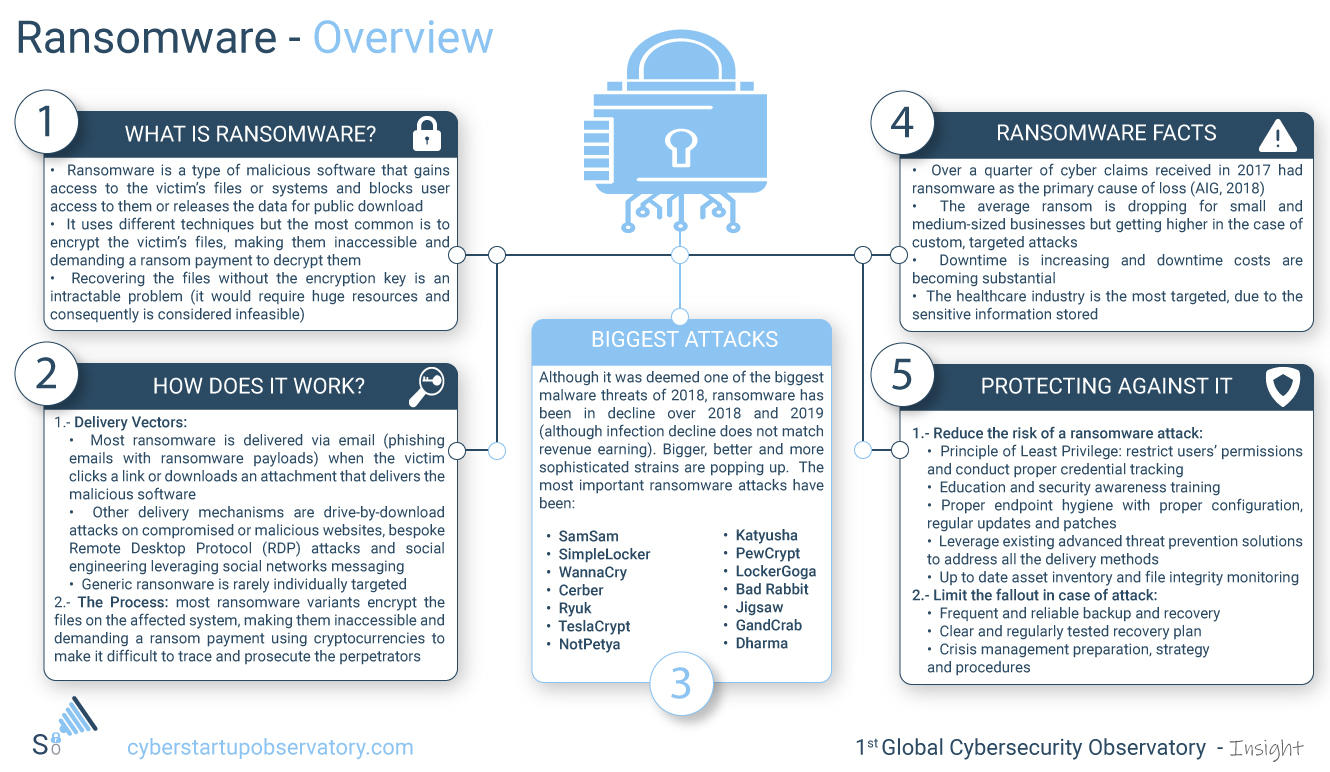 Ransomware - Overview
1
WHAT IS RANSOMWARE?
• Ransomware is a type of malicious software that gains
access to the victim's files or systems and blocks user
access to them or releases the data for public download
• It uses different techniques but the most common is to
encrypt the victim's files, making them inaccessible and
demanding a ransom payment to decrypt them
• Recovering the files without the encryption key is an
intractable problem (it would require huge resources and
consequently is considered infeasible)
2
HOW DOES IT WORK?
1.- Delivery Vectors:
• Most ransomware is delivered via email (phishing
emails with ransomware payloads) when the victim
clicks a link or downloads an attachment that delivers the
malicious software
• Other delivery mechanisms are drive-by-download
attacks on compromised or malicious websites, bespoke
Remote Desktop Protocol (RDP) attacks and social
engineering leveraging social networks messaging
• Generic ransonware is rarely individually targeted
2.- The Process: most ransomware variants encrypt the
files on the affected system, making them inaccessible and
demanding a ransom payment using cryptocurrencies to
make it difficult to trace and prosecute the perpetrators
BIGGEST ATTACKS
Although it was deemed one of the biggest
malware threats of 2018, ransomware has
been in decline over 2018 and 2019
(although infection decline does not match
revenue earning). Bigger, better and more
sophisticated strains are popping up. The
most important ransomware attacks have
been:
• SamSam
• SimpleLocker
• WannaCry
• Cerber
• Ryuk
• TeslaCrypt
• NotPetya
• Katyusha
• PewCrypt
• LockerGoga
• Bad Rabbit
• Jigsaw
• GandCrab
• Dharma
3
4
RANSOMWARE FACTS
• Over a quarter of cyber claims received in 2017 had
ransomware as the primary cause of loss (AIG, 2018)
• The average ransom is dropping for small and
medium-sized businesses but getting higher in the case of
custom, targeted attacks
• Downtime is increasing and downtime costs are
becoming substantial
• The healthcare industry is the most targeted, due to the
sensitive information stored
5
PROTECTING AGAINST IT
1.- Reduce the risk of a ransomware attack:
• Principle of Least Privilege: restrict users' permissions
and conduct proper credential tracking
• Education and security awareness training
• Proper endpoint hygiene with proper configuration,
regular updates and patches
• Leverage existing advanced threat prevention solutions
to address all the delivery methods
• Up to date asset inventory and file integrity monitoring
2.- Limit the fallout in case of attack:
• Frequent and reliable backup and recovery
• Clear and regularly tested recovery plan
• Crisis management preparation, strategy
and procedures
So
cyberstartupobservatory.com
1st Global Cybersecurity Observatory - Insight